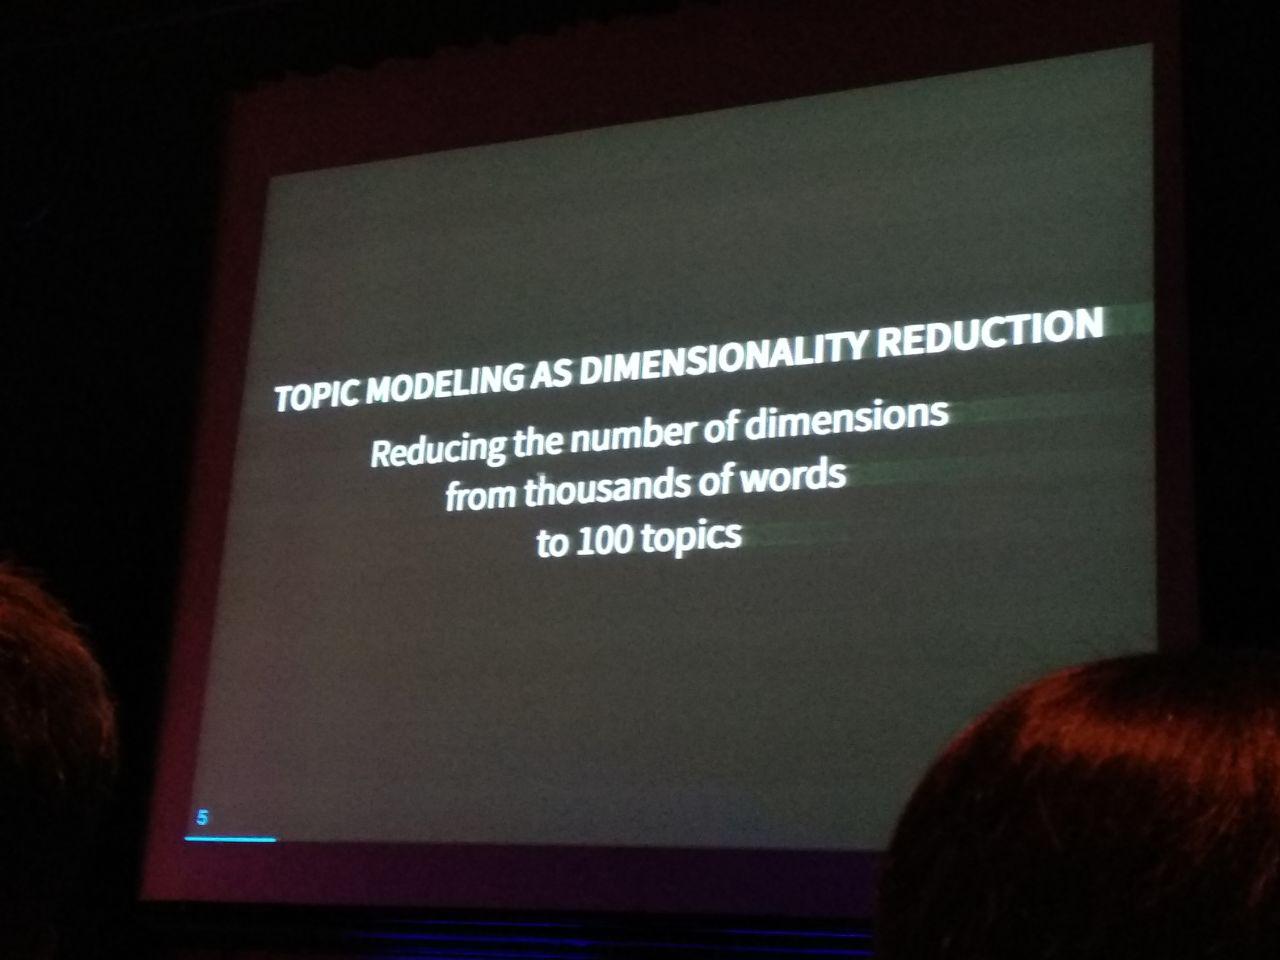 TOPIC MODELING AS DIMENSIONALITY REDUCTION
Reducing the number of dimensions
from thousands of words
to 100 topics
5